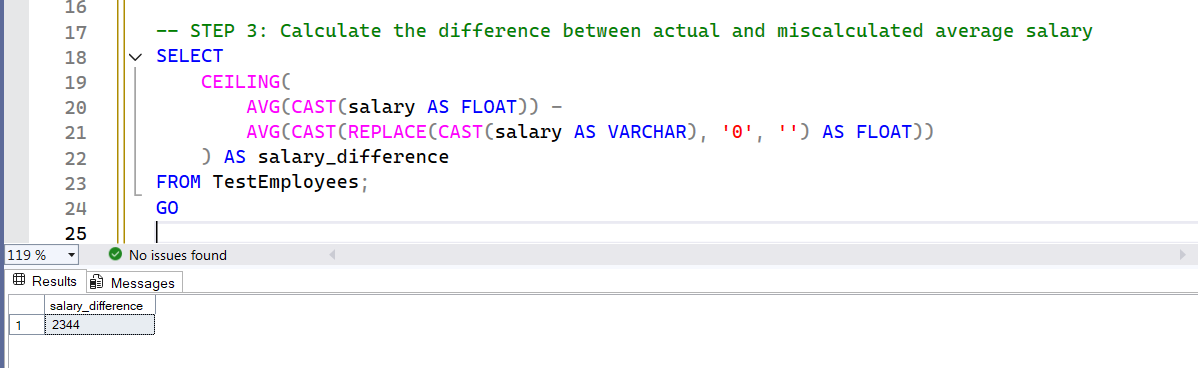 16
17 -- STEP 3: Calculate the difference between actual and miscalculated average salary
18 SELECT
19 CEILING(
20 AVG(CAST(salary AS FLOAT)) -
21 AVG(CAST(REPLACE(CAST(salary AS VARCHAR), '0', '') AS FLOAT))
22 ) AS salary_difference
23 FROM TestEmployees;
24 GO
25
119 % No issues found
Results Messages
salary_difference
1 2344